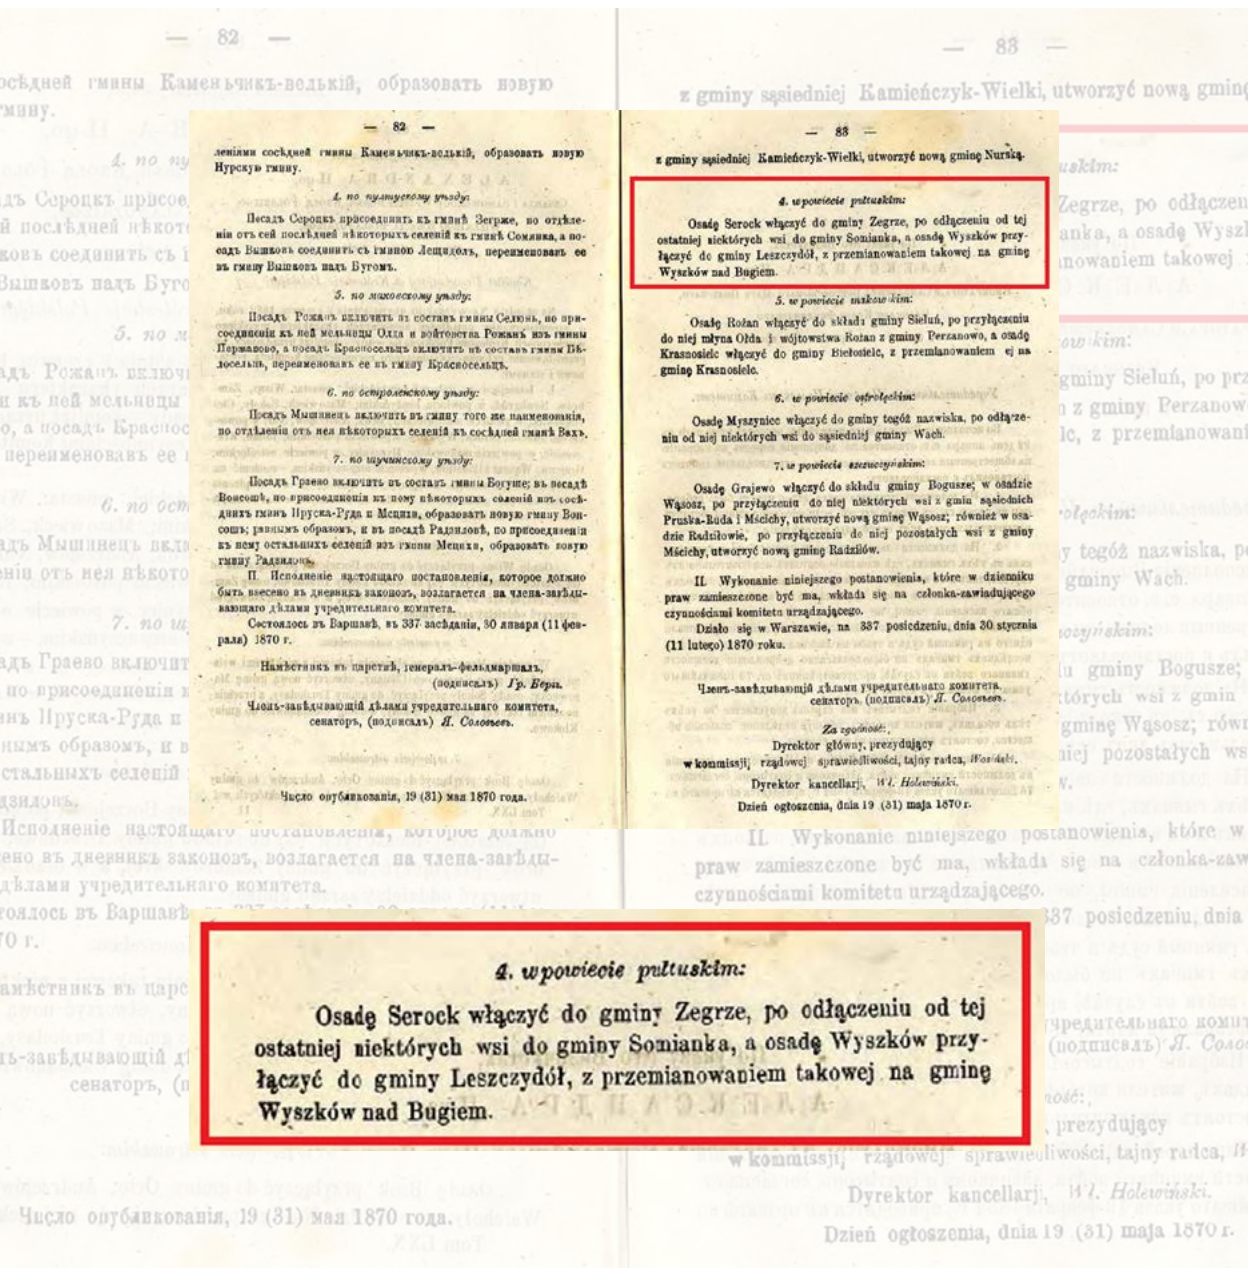 — 82 —
леніями сосѣдней гмины Каменьчикъ-велькій, образовать новую
Нурскую гмину.
4. по пултускому уѣзду:
Посадъ Сероцкъ присоединить къ гминѣ Зегрже, по отдѣле-
ніи отъ сей послѣдней нѣкоторыхъ селеній къ гминѣ Сомянка, а по-
садъ Вышковъ соединить съ гминою Лещидолъ, переименовавъ ее
въ гмину Вышковъ надъ Бугомъ.
5. по маковскому уѣзду:
Посадъ Рожанъ включить въ составъ гмины Селюнь, по при-
соединеніи къ ней мельницы Олда и войтовства Рожанъ изъ гмины
Пержаново, а посадъ Красносельцъ включить въ составъ гмины Бѣ-
лосельцъ, переименовавъ ее въ гмину Красносельцъ.
6. по остроленскому уѣзду:
Посадъ Мышинецъ включить въ гмину того же наименованія,
по отдѣленіи отъ нея нѣкоторыхъ селеній къ сосѣдней гминѣ Вахъ.
7. по щучинскому уѣзду:
Посадъ Граево включить въ составъ гмины Богуше; въ посадѣ
Вонсошъ, по присоединеніи къ нему нѣкоторыхъ селеній изъ сосѣ-
днихъ гминъ Пруска-Руда и Мсцихи, образовать новую гмину Вон-
сошъ; равнымъ образомъ, и въ посадѣ Радзиловѣ, по присоединеніи
къ нему остальныхъ селеній изъ гмины Мсцихи, образовать новую
гмину Радзиловъ.
II. Исполненіе настоящаго постановленія, которое должно
быть внесено въ дневникъ законовъ, возлагается на члена-завѣды-
вающаго дѣлами учредительнаго комитета.
Состоялось въ Варшавѣ, въ 337 засѣданіи, 30 января (11 фев-
раля) 1870 г.
Намѣстникъ въ царствѣ, генералъ-фельдмаршалъ,
(подписалъ) Гр. Бергъ.
Членъ-завѣдывающій дѣлами учредительнаго комитета,
сенаторъ, (подписалъ) Я. Соловьевъ.
Число опубликованія, 19 (31) мая 1870 года.
— 83 —
z gminy sąsiedniej Kamieńczyk-Wielki, utworzyć nową gminę Nurską.
4. w powiecie pułtuskim:
Osadę Serock włączyć do gminy Zegrze, po odłączeniu od tej
ostatniej niektórych wsi do gminy Somianka, a osadę Wyszków przy-
łączyć do gminy Leszczydół, z przemianowaniem takowej na gminę
Wyszków nad Bugiem.
5. w powiecie makowskim:
Osadę Rożan włączyć do składu gminy Sieluń, po przyłączeniu
do niej młyna Ołda i wójtowstwa Rożan z gminy Perzanowo, a osadę
Krasnosielc włączyć do gminy Biełosielc, z przemianowaniem ej na
gminę Krasnosielc.
6. w powiecie ostrołęckim:
Osadę Myszyniec włączyć do gminy tegóż nazwiska, po odłącze-
niu od niej niektórych wsi do sąsiedniej gminy Wach.
7. w powiecie szczuczyńskim:
Osadę Grajewo włączyć do składu gminy Bogusze; w osadzie
Wąsosz, po przyłączeniu do niej niektórych wsi z gmin sąsiednich
Pruska-Ruda i Mścichy, utworzyć nową gminę Wąsosz; również w osa-
dzie Radziłowie, po przyłączeniu do niej pozostałych wsi z gminy
Mścichy, utworzyć nową gminę Radziłów.
II. Wykonanie niniejszego postanowienia, które w dzienniku
praw zamieszczone być ma, wkłada się na członka-zawiadującego
czynnościami komitetu urządzającego.
Działo się w Warszawie, na 337 posiedzeniu, dnia 30 stycznia
(11 lutego) 1870 roku.
Членъ-завѣдывающій дѣлами учредительнаго комитета,
сенаторъ, (подписалъ) Я. Соловьевъ.
Za zgodność:
Dyrektor główny, prezydujący
w kommissji, rządowej sprawiedliwości, tajny radca,
Dyrektor kancellarji, Wł. Holewiński.
Dzień ogłoszenia, dnia 19 (31) maja 1870 r.
4. w powiecie pułtuskim:
Osadę Serock włączyć do gminy Zegrze, po odłączeniu od tej
ostatniej niektórych wsi do gminy Somianka, a osadę Wyszków przy-
łączyć do gminy Leszczydół, z przemianowaniem takowej na gminę
Wyszków nad Bugiem.